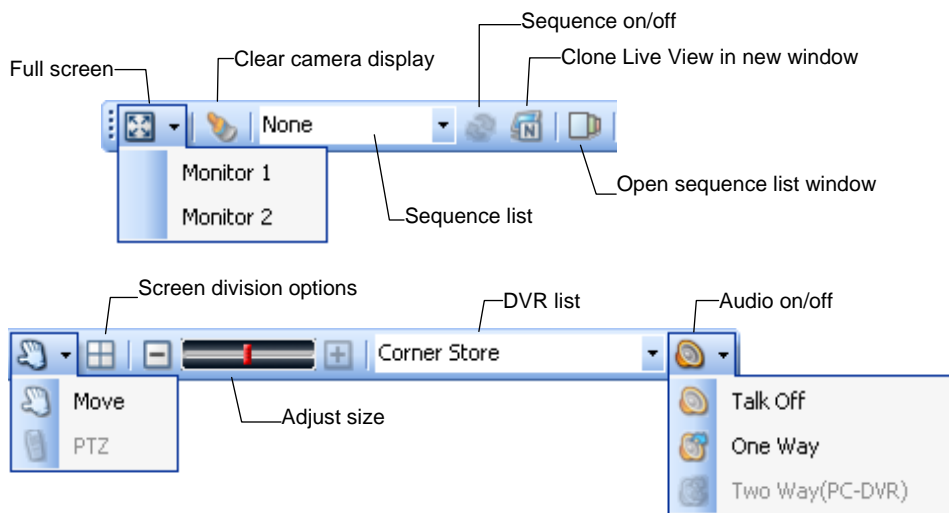 Sequence on/off
Clear camera display
Clone Live View in new window
Full screen
None
N
Open sequence list window
Monitor 1
Monitor 2
Sequence list
Screen division options
DVR list
Audio on/off
Corner Store
Move
Adjust size
Talk Off
PTZ
One Way
Two Way(PC-DVR)